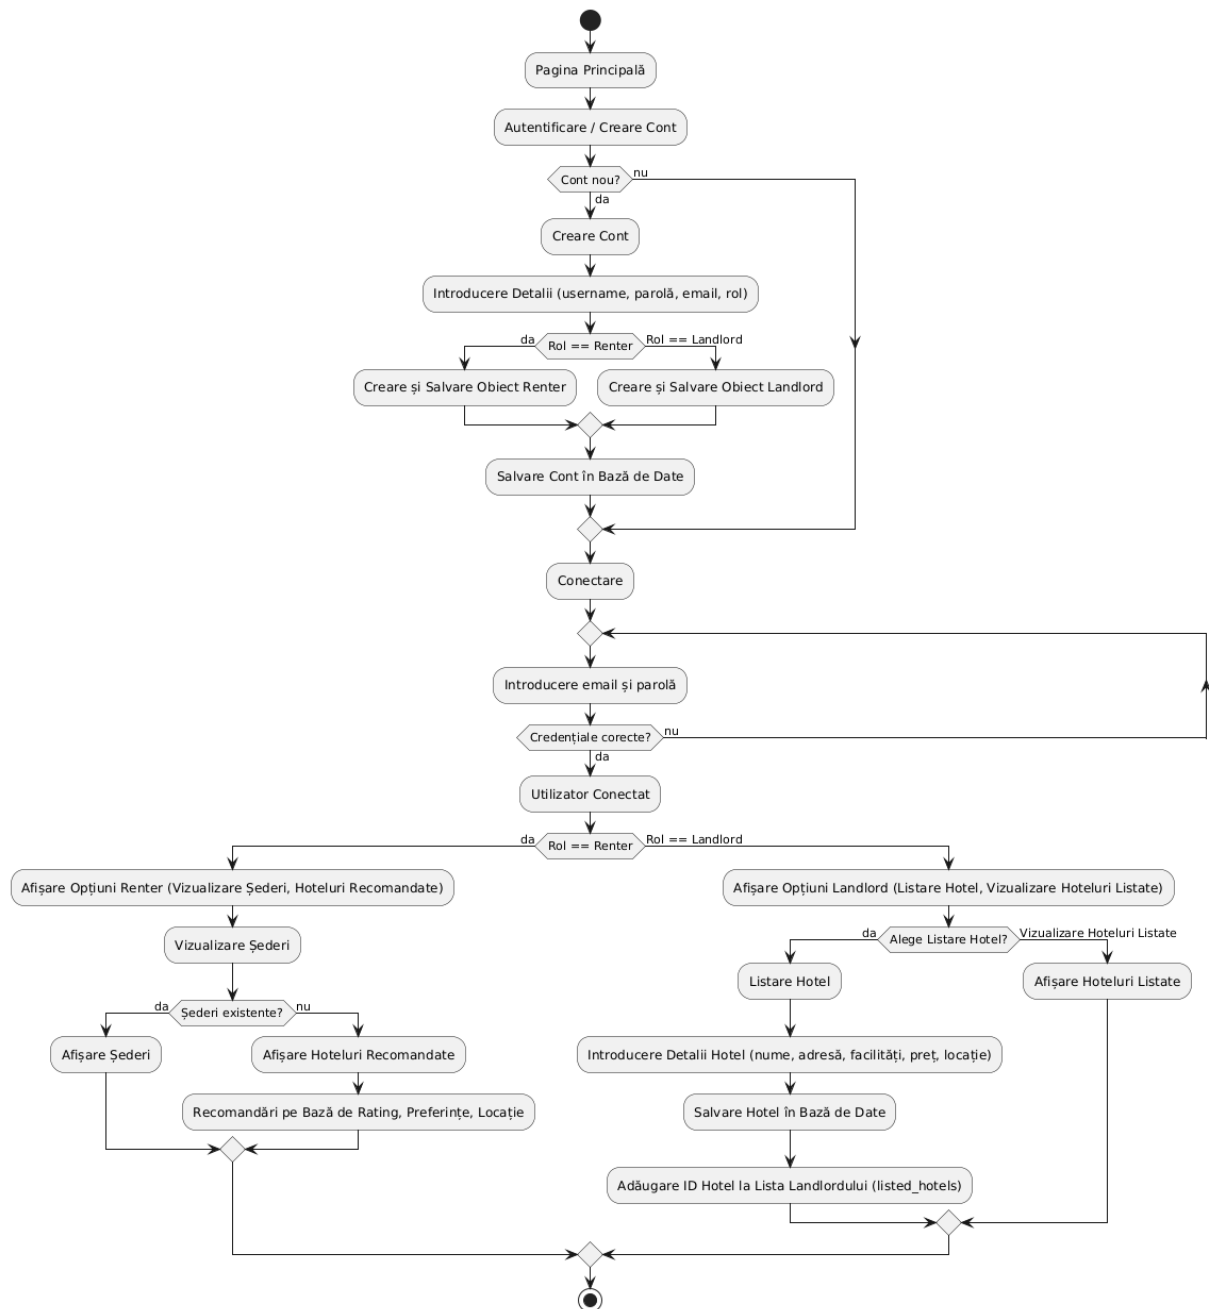 Pagina Principală
Autentificare / Creare Cont
Cont nou?
nu
da
Creare Cont
Introducere Detalii (username, parolă, email, rol)
da
Rol == Renter
Rol == Landlord
Creare și Salvare Obiect Renter
Creare și Salvare Obiect Landlord
Salvare Cont în Bază de Date
Conectare
Introducere email și parolă
Credențiale corecte?
nu
da
Utilizator Conectat
da
Rol == Renter
Rol == Landlord
Afișare Opțiuni Renter (Vizualizare Șederi, Hoteluri Recomandate)
Afișare Opțiuni Landlord (Listare Hotel, Vizualizare Hoteluri Listate)
Vizualizare Șederi
da
Alege Listare Hotel?
Vizualizare Hoteluri Listate
Listare Hotel
Afișare Hoteluri Listate
da
Șederi existente?
nu
Afișare Șederi
Afișare Hoteluri Recomandate
Introducere Detalii Hotel (nume, adresă, facilități, preț, locație)
Recomandări pe Bază de Rating, Preferințe, Locație
Salvare Hotel în Bază de Date
Adăugare ID Hotel la Lista Landlordului (listed_hotels)